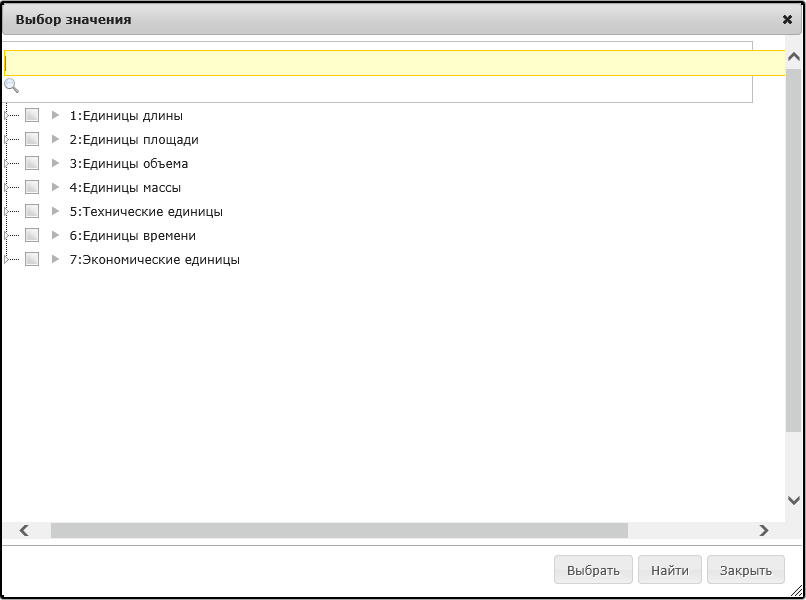 Выбор значения
1:Единицы длины
2:Единицы площади
3:Единицы объема
4:Единицы массы
5:Технические единицы
6:Единицы времени
7:Экономические единицы
Выбрать Найти Закрыть